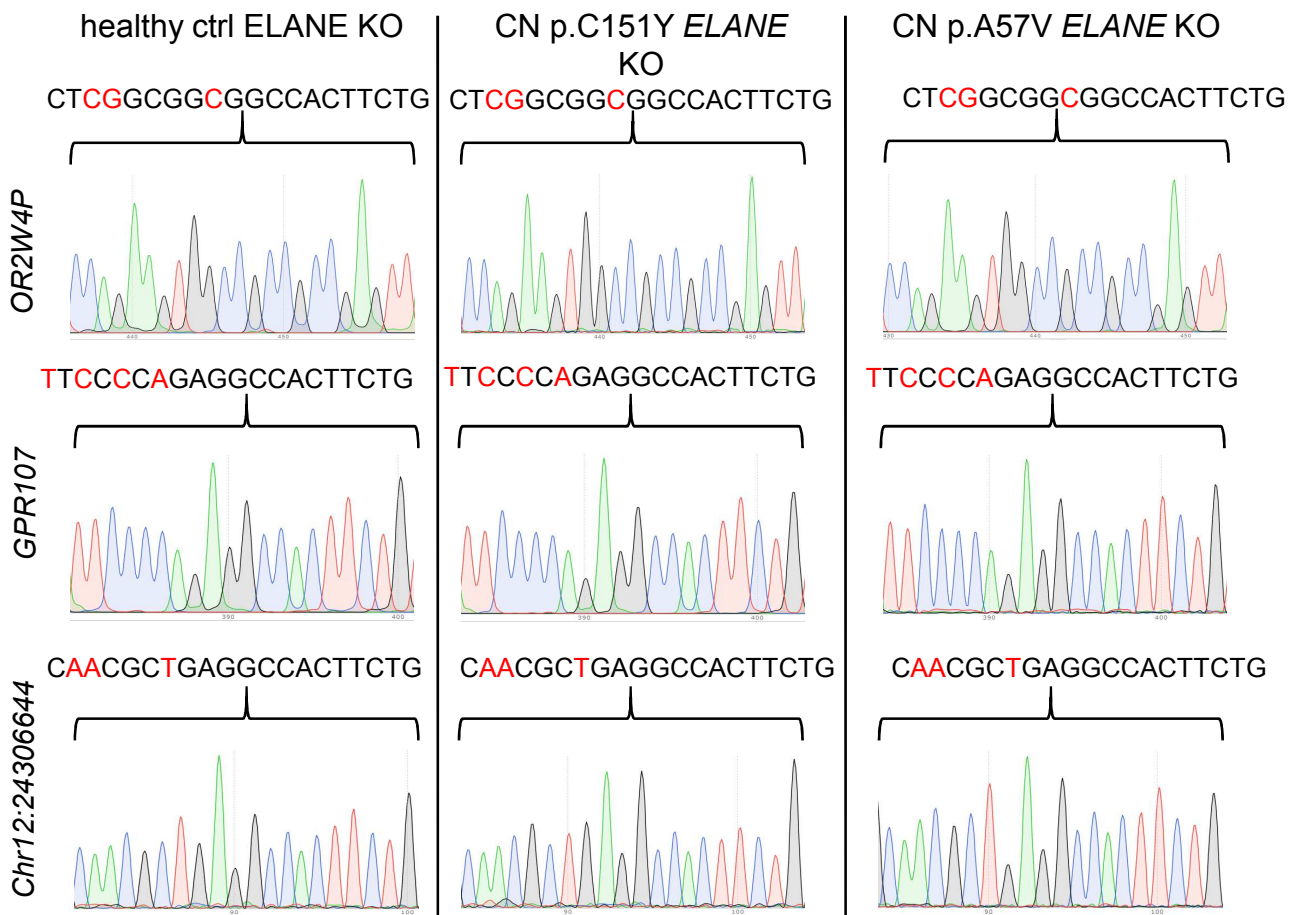 healthy ctrl ELANE KO
CN p.C151Y ELANE
KO
CN p.A57V ELANE KO
OR2W4P
CTCGGCGGCGGCCACTTCTG
CTCGGCGGCGGCCACTTCTG
CTCGGCGGCGGCCACTTCTG
440 450
440 450
430 440 450
GPR107
TTCCCCAGAGGCCACTTCTG
TTCCCCAGAGGCCACTTCTG
TTCCCCAGAGGCCACTTCTG
390 400
390 400
390 400
Chr12:24306644
CAACGCTGAGGCCACTTCTG
CAACGCTGAGGCCACTTCTG
CAACGCTGAGGCCACTTCTG
90 100
90 100
90 100